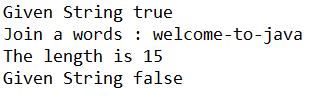 Given String true
Join a words : welcome-to-java
The length is 15
Given String false